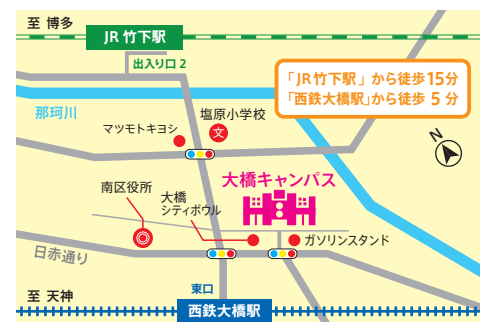 至 博多
JR 竹下駅
出入り口 2
「JR竹下駅」から徒歩15分
「西鉄大橋駅」から徒歩 5 分
那珂川
塩原小学校
マツモトキヨシ
文
N
大橋キャンパス
南区役所
大橋
シティボウル
ガソリンスタンド
日赤通り
東口
至 天神
西鉄大橋駅